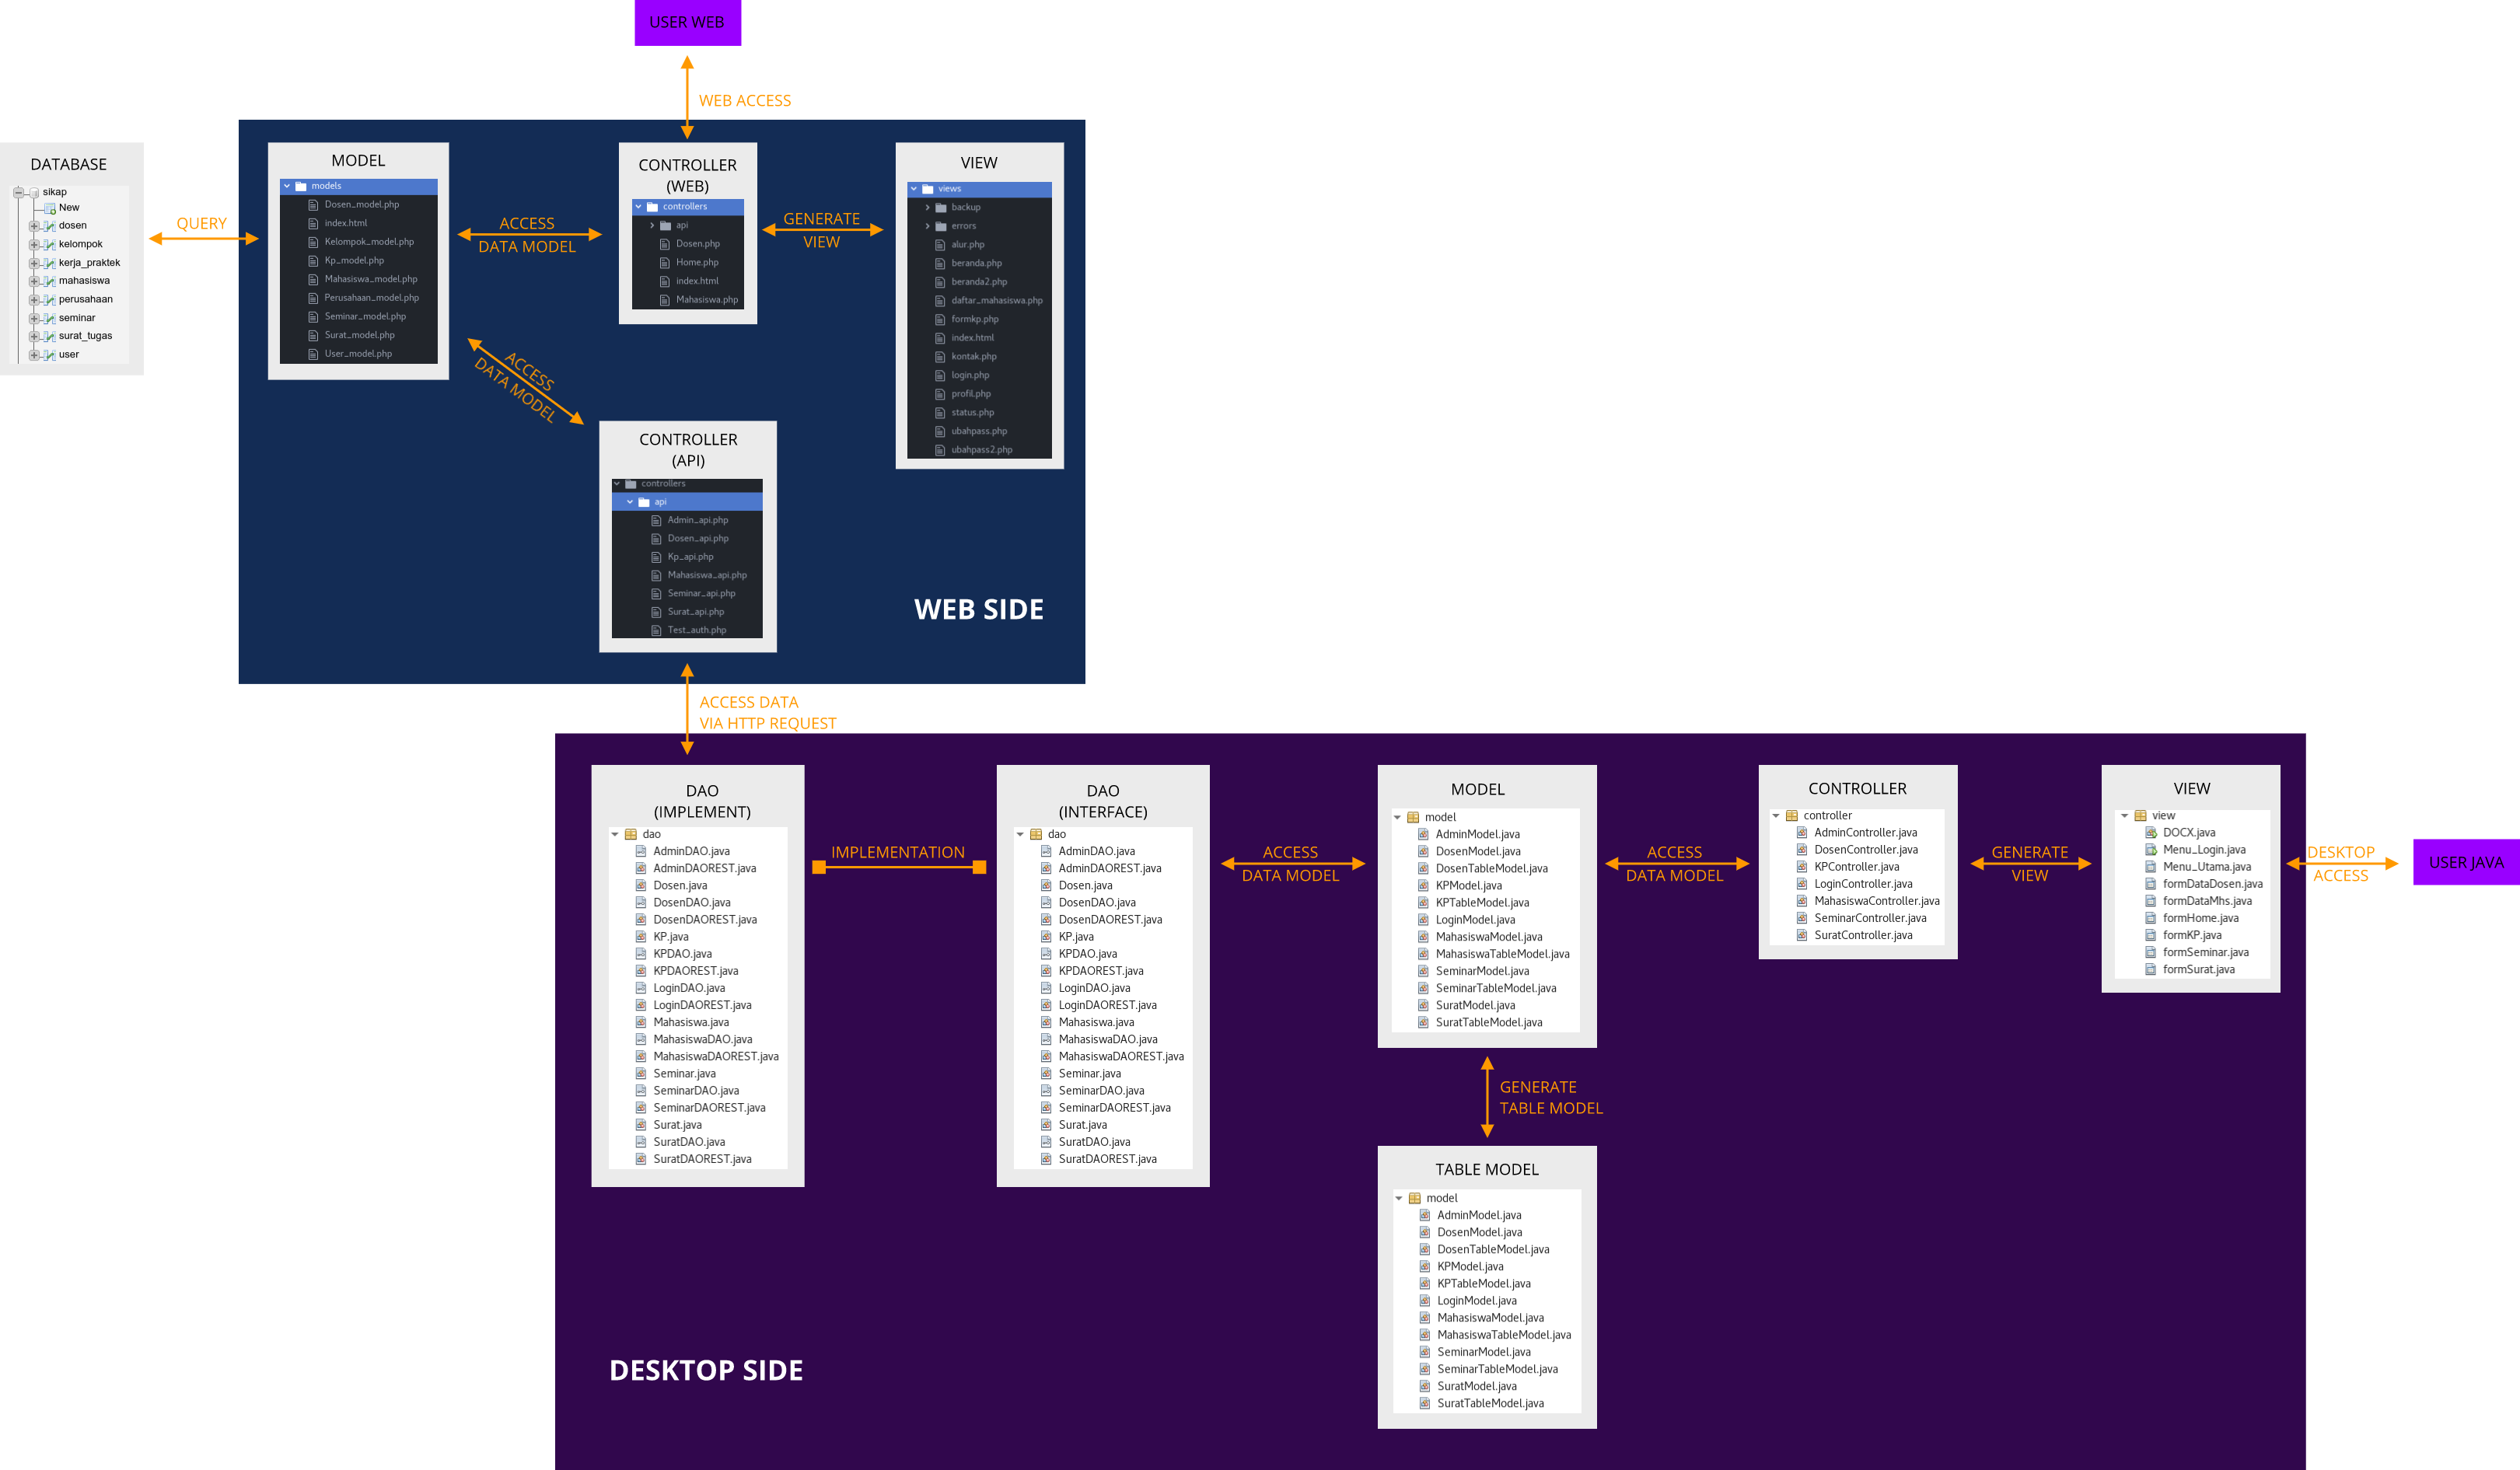 USER WEB
WEB ACCESS
DATABASE
sikap
New
dosen
kelompok
kerja_praktek
mahasiswa
perusahaan
seminar
surat_tugas
user
QUERY
MODEL
models
Dosen_model.php
index.html
Kelompok_model.php
Kp_model.php
Mahasiswa_model.php
Perusahaan_model.php
Seminar_model.php
Surat_model.php
User_model.php
ACCESS
DATA MODEL
CONTROLLER
(WEB)
controllers
api
Dosen.php
Home.php
index.html
Mahasiswa.php
GENERATE
VIEW
VIEW
views
backup
errors
alur.php
beranda.php
beranda2.php
daftar_mahasiswa.php
formkp.php
index.html
kontak.php
login.php
profil.php
status.php
ubahpass.php
ubahpass2.php
ACCESS
DATA MODEL
CONTROLLER
(API)
controllers
api
Admin_api.php
Dosen_api.php
Kp_api.php
Mahasiswa_api.php
Seminar_api.php
Surat_api.php
Test_auth.php
WEB SIDE
ACCESS DATA
VIA HTTP REQUEST
DAO
(IMPLEMENT)
dao
AdminDAO.java
AdminDAOREST.java
Dosen.java
DosenDAO.java
DosenDAOREST.java
KP.java
KPDAO.java
KPDAOREST.java
LoginDAO.java
LoginDAOREST.java
Mahasiswa.java
MahasiswaDAO.java
MahasiswaDAOREST.java
Seminar.java
SeminarDAO.java
SeminarDAOREST.java
Surat.java
SuratDAO.java
SuratDAOREST.java
IMPLEMENTATION
DAO
(INTERFACE)
dao
AdminDAO.java
AdminDAOREST.java
Dosen.java
DosenDAO.java
DosenDAOREST.java
KP.java
KPDAO.java
KPDAOREST.java
LoginDAO.java
LoginDAOREST.java
Mahasiswa.java
MahasiswaDAO.java
MahasiswaDAOREST.java
Seminar.java
SeminarDAO.java
SeminarDAOREST.java
Surat.java
SuratDAO.java
SuratDAOREST.java
ACCESS
DATA MODEL
MODEL
model
AdminModel.java
DosenModel.java
DosenTableModel.java
KPModel.java
KPTableModel.java
LoginModel.java
MahasiswaModel.java
MahasiswaTableModel.java
SeminarModel.java
SeminarTableModel.java
SuratModel.java
SuratTableModel.java
ACCESS
DATA MODEL
CONTROLLER
controller
AdminController.java
DosenController.java
KPController.java
LoginController.java
MahasiswaController.java
SeminarController.java
SuratController.java
GENERATE
VIEW
VIEW
view
DOCX.java
Menu_Login.java
Menu_Utama.java
formDataDosen.java
formDataMhs.java
formHome.java
formKP.java
formSeminar.java
formSurat.java
DESKTOP
ACCESS
USER JAVA
GENERATE
TABLE MODEL
TABLE MODEL
model
AdminModel.java
DosenModel.java
DosenTableModel.java
KPModel.java
KPTableModel.java
LoginModel.java
MahasiswaModel.java
MahasiswaTableModel.java
SeminarModel.java
SeminarTableModel.java
SuratModel.java
SuratTableModel.java
DESKTOP SIDE